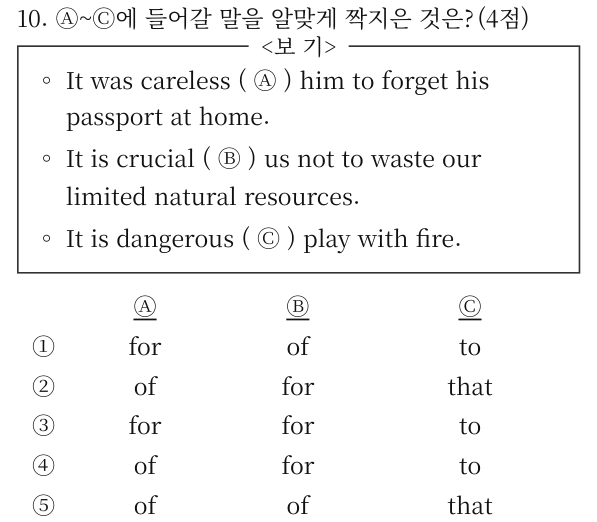 10. Ⓐ~Ⓒ에 들어갈 말을 알맞게 짝지은 것은?(4점)
<보 기>
◦ It was careless ( Ⓐ ) him to forget his
passport at home.
◦ It is crucial ( Ⓑ ) us not to waste our
limited natural resources.
◦ It is dangerous ( Ⓒ ) play with fire.
Ⓐ Ⓑ Ⓒ
① for of to
② of for that
③ for for to
④ of for to
⑤ of of that